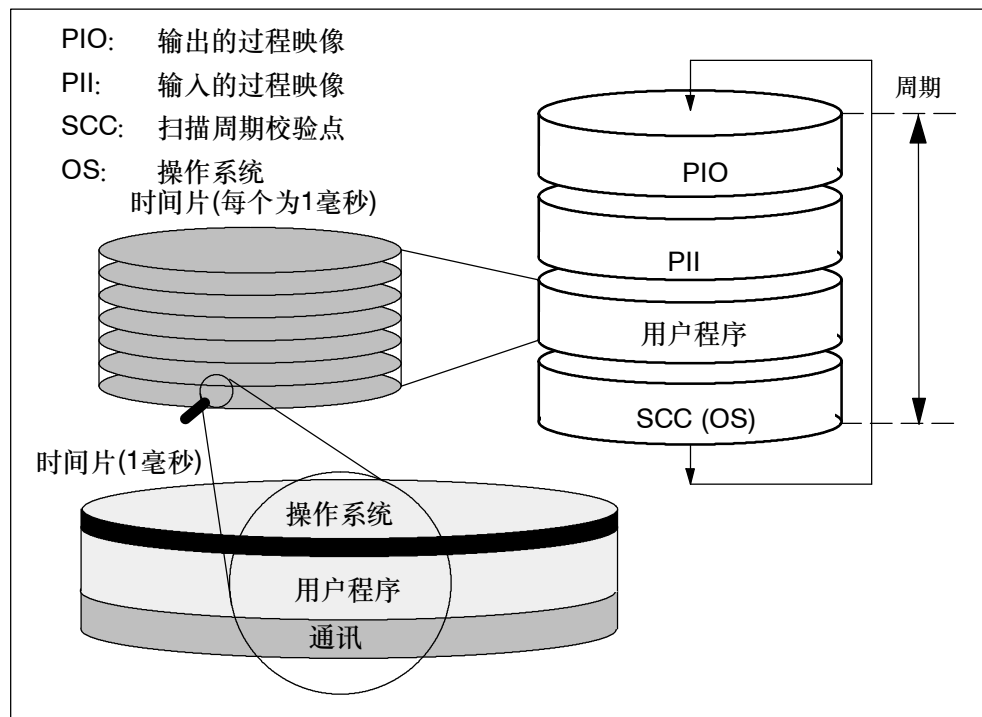 PIO: 输出的过程映像
PII: 输入的过程映像
SCC: 扫描周期校验点
OS: 操作系统
时间片(每个为1毫秒)
周期
PIO
PII
用户程序
SCC (OS)
时间片(1毫秒)
操作系统
用户程序
通讯